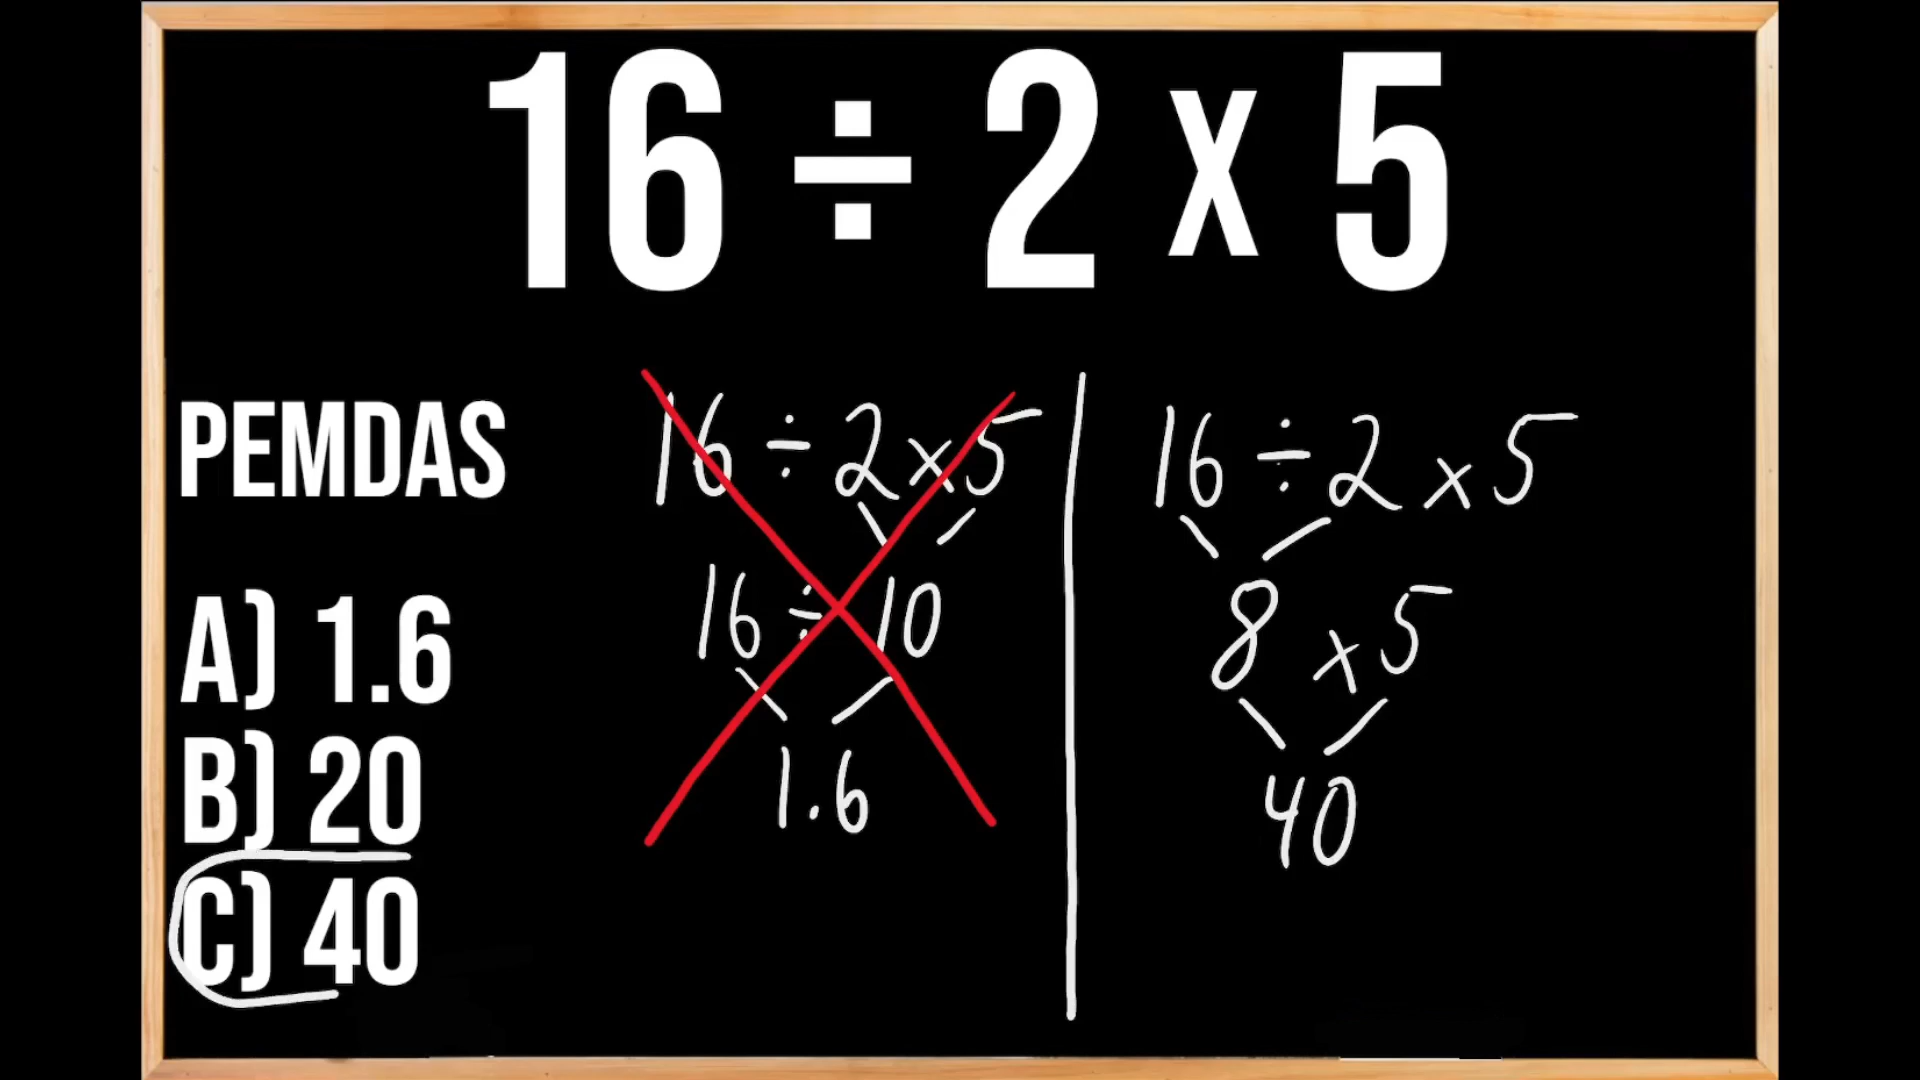 16 ÷ 2 x 5
PEMDAS
A) 1.6
B) 20
C) 40
16 ÷ 2 x 5
16 ÷ 10
1.6
16 ÷ 2 x 5
8 x 5
40